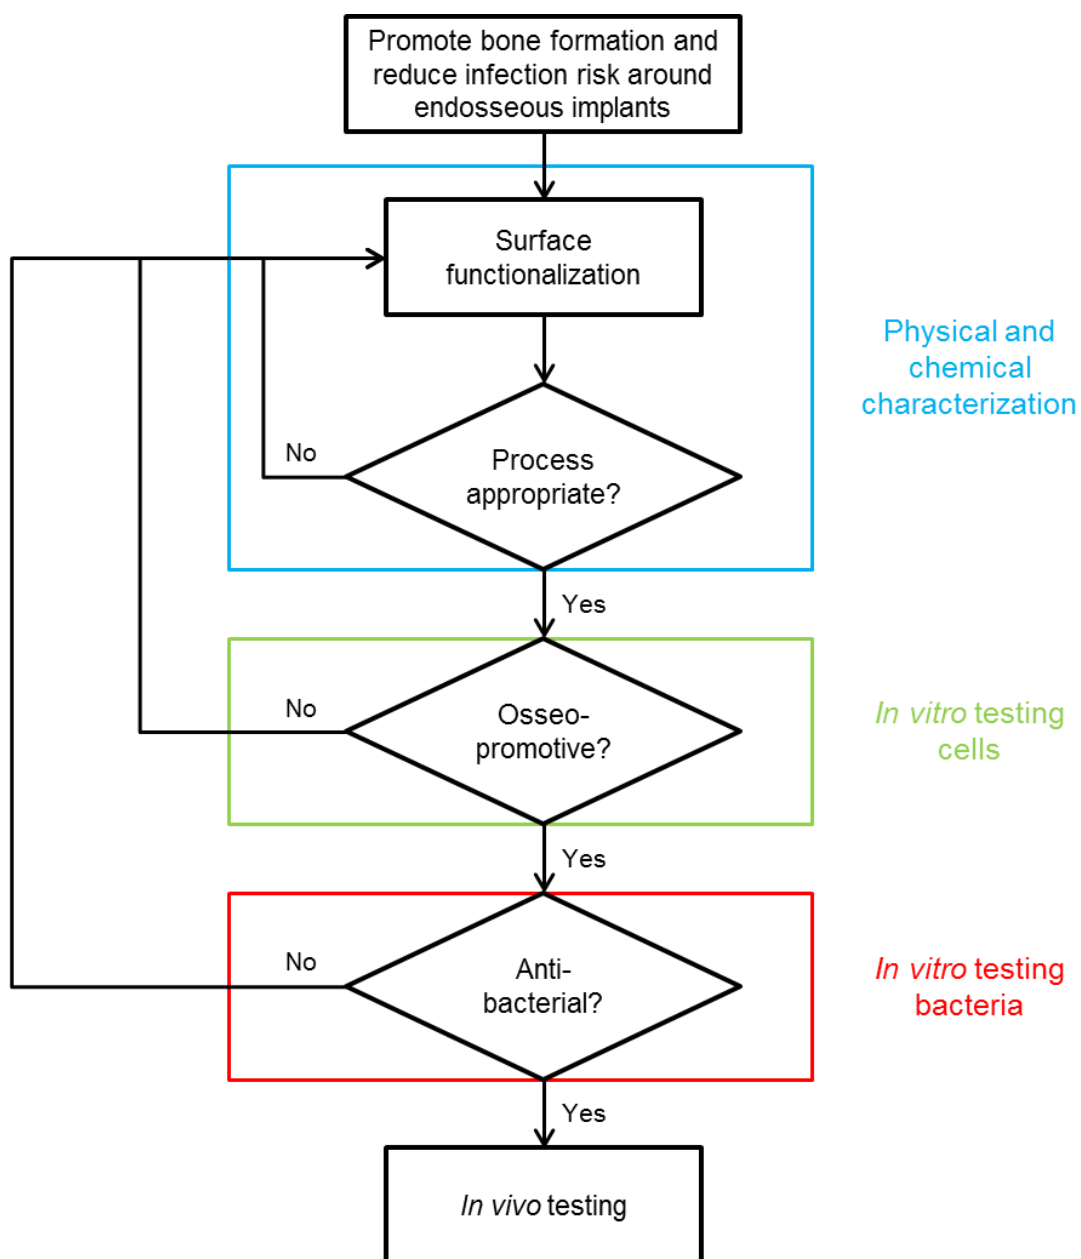 Promote bone formation and
reduce infection risk around
endosseous implants
Surface
functionalization
Physical and
chemical
characterization
No
Process
appropriate?
Yes
No
Osseo-
promotive?
In vitro testing
cells
Yes
No
Anti-
bacterial?
In vitro testing
bacteria
Yes
In vivo testing